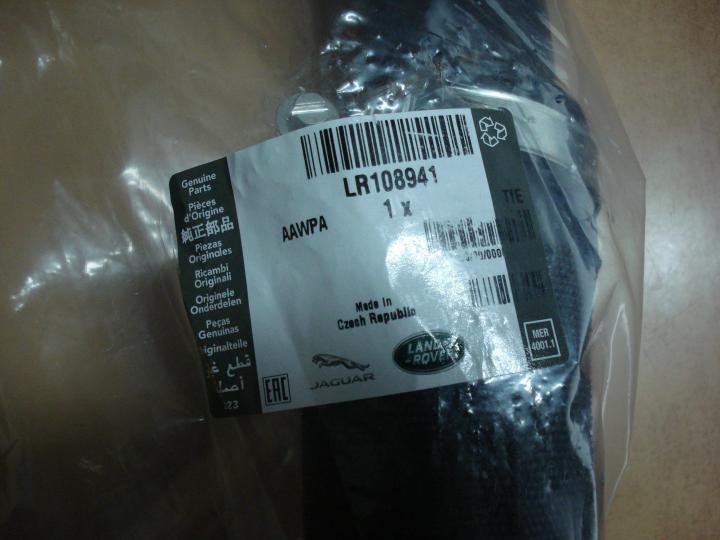 Genuine
Parts
Pièces
d'Origine
純正部品
Piezas
Originales
Ricambi
Originali
Originele
Onderdelen
Peças
Genuínas
LR108941
1 x
AAWPA
TIE
Made in
Czech Republic
JAGUAR
LAND
ROVER
EAC
MER
4001.1